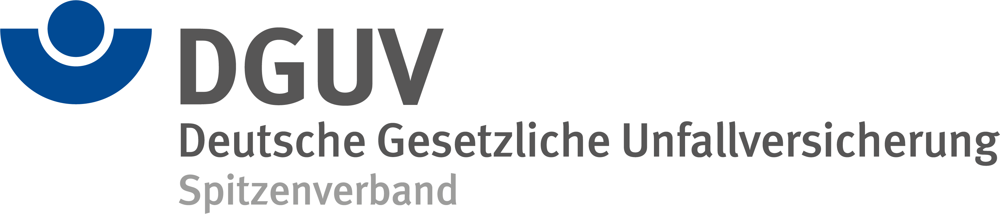 DGUV
Deutsche Gesetzliche Unfallversicherung
Spitzenverband